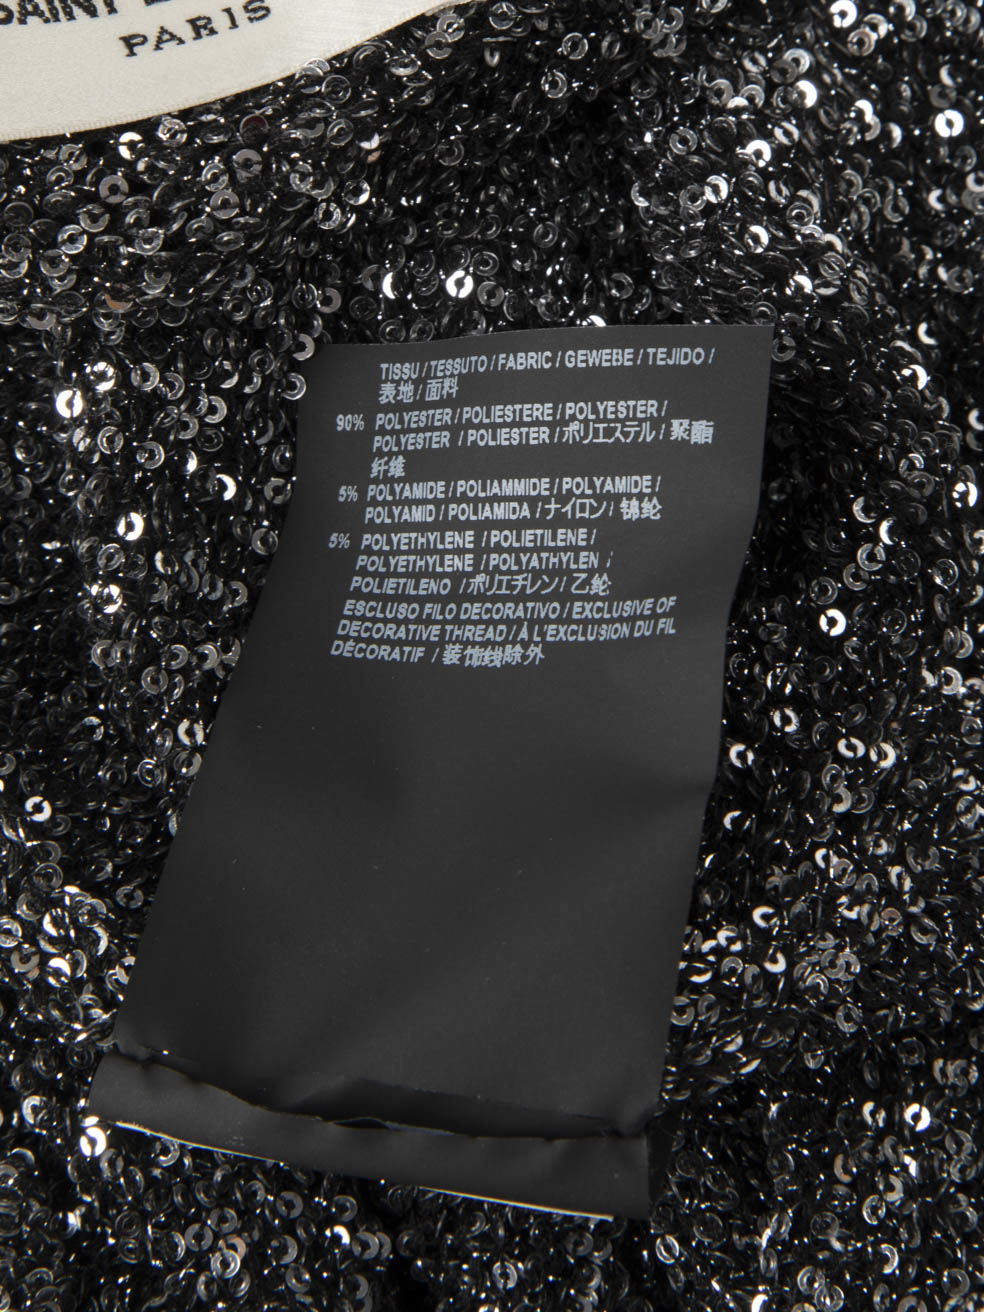 SAINT
PARIS
TISSU / TESSUTO / FABRIC / GEWEBE / TEJIDO /
表地 / 面料
90% POLYESTER / POLIESTERE / POLYESTER /
POLYESTER / POLIESTER / ポリエステル / 聚酯
纤维
5% POLYAMIDE / POLIAMMIDE / POLYAMIDE /
POLYAMID / POLIAMIDA / ナイロン / 锦纶
5% POLYETHYLENE / POLIETILENE /
POLYETHYLENE / POLYATHYLEN /
POLIETILENO / ポリエチレン / 乙纶
ESCLUSO FILO DECORATIVO / EXCLUSIVE OF
DECORATIVE THREAD / À L'EXCLUSION DU FIL
DÉCORATIF / 装饰线除外